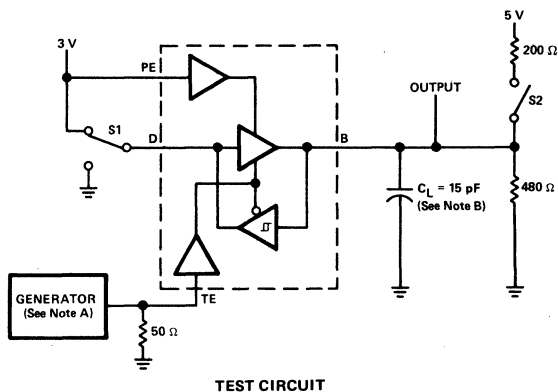 5 V
200 Ω
3 V
PE
OUTPUT
S2
S1
D
B
C_L = 15 pF
(See Note B)
480 Ω
GENERATOR
(See Note A)
TE
50 Ω
TEST CIRCUIT